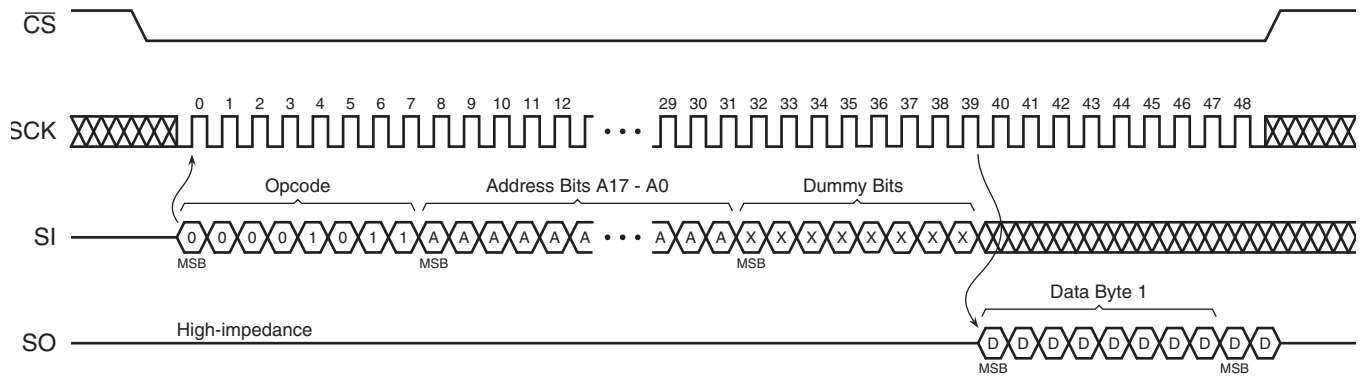 CS
0 1 2 3 4 5 6 7 8 9 10 11 12 29 30 31 32 33 34 35 36 37 38 39 40 41 42 43 44 45 46 47 48
SCK
• • •
Opcode Address Bits A17 - A0 Dummy Bits
SI 0 0 0 0 1 0 1 1 A A A A A A • • • A A A X X X X X X X X
MSB MSB MSB
Data Byte 1
High-impedance
SO D D D D D D D D D D
MSB MSB